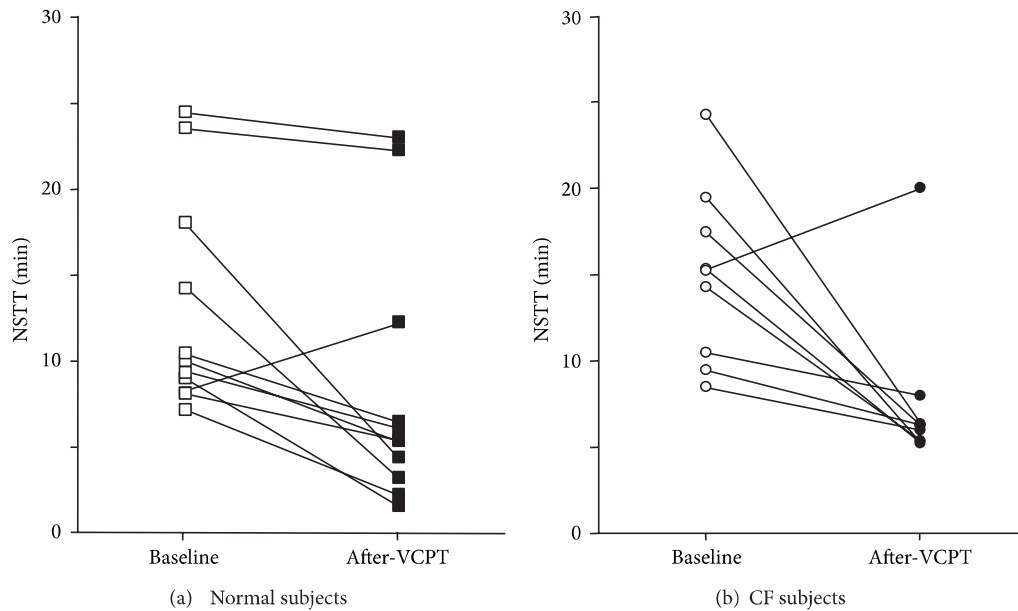 30
20
10
0
NSTT (min)
Baseline
After-VCPT
(a) Normal subjects
30
20
10
0
NSTT (min)
Baseline
After-VCPT
(b) CF subjects